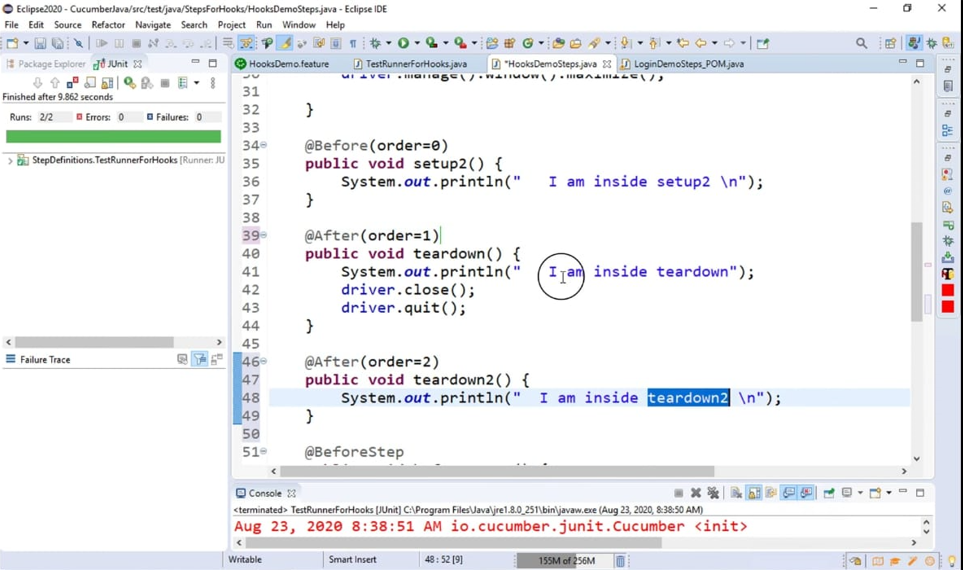 Eclipse2020 - CucumberJava/src/test/java/StepsForHooks/HooksDemoSteps.java - Eclipse IDE
File Edit Source Refactor Navigate Search Project Run Window Help
Package Explorer JUnit
Finished after 9.862 seconds
Runs: 2/2 Errors: 0 Failures: 0
StepDefinitions.TestRunnerForHooks [Runner: JU
Failure Trace
HooksDemo.feature TestRunnerForHooks.java *HooksDemoSteps.java LoginDemoSteps_POM.java
30 driver.manage().window().maximize();
31
32 }
33
34 @Before(order=0)
35 public void setup2() {
36 System.out.println("   I am inside setup2 \n");
37 }
38
39 @After(order=1)
40 public void teardown() {
41 System.out.println("   I am inside teardown");
42 driver.close();
43 driver.quit();
44 }
45
46 @After(order=2)
47 public void teardown2() {
48 System.out.println("  I am inside teardown2 \n");
49 }
50
51 @BeforeStep
Console
<terminated> TestRunnerForHooks [JUnit] C:\Program Files\Java\jre1.8.0_251\bin\javaw.exe (Aug 23, 2020 8:38:50 AM)
Aug 23, 2020 8:38:51 AM io.cucumber.junit.Cucumber <init>
Writable Smart Insert 48 : 52 [9] 155M of 256M